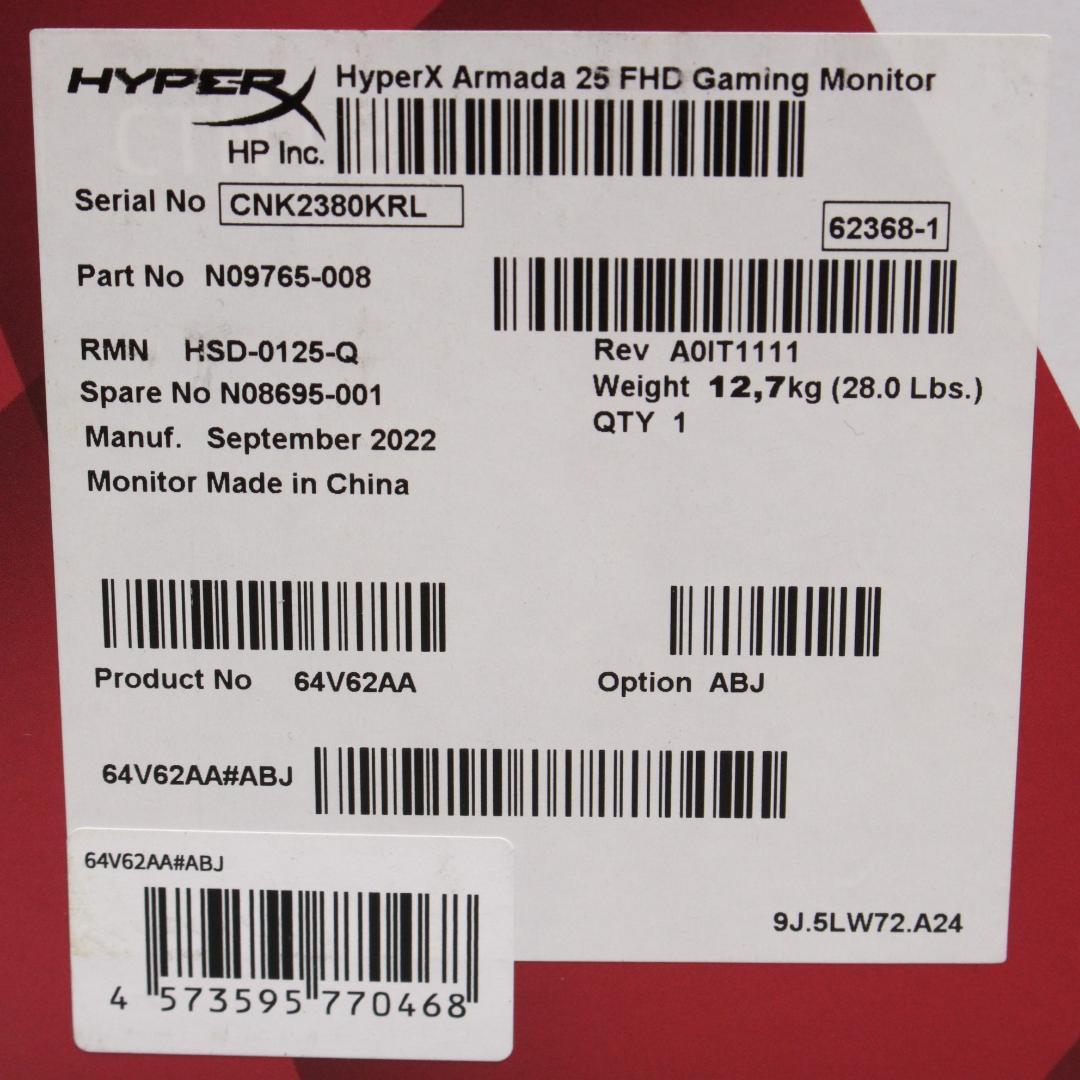 HYPERX
HyperX Armada 25 FHD Gaming Monitor
HP Inc.
Serial No CNK2380KRL
62368-1
Part No N09765-008
RMN HSD-0125-Q
Rev A0IT1111
Spare No N08695-001
Weight 12,7kg (28.0 Lbs.)
QTY 1
Manuf. September 2022
Monitor Made in China
Product No 64V62AA
Option ABJ
64V62AA#ABJ
64V62AA#ABJ
9J.5LW72.A24
4 573595 770468